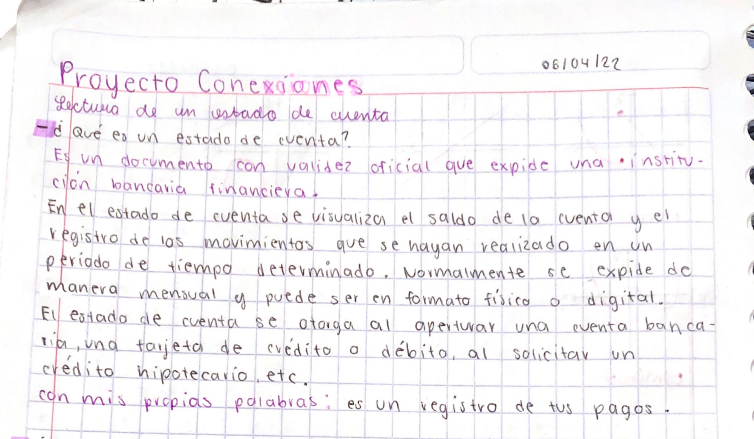 06/04/22
Proyecto Conexiones
Lectura de un estado de cuenta
-¿Qué es un estado de cuenta?
Es un documento con validez oficial que expide una institu-
ción bancaria financiera.
En el estado de cuenta se visualiza el saldo de la cuenta y el
registro de los movimientos que se hayan realizado en un
período de tiempo determinado. Normalmente se expide de
manera mensual y puede ser en formato físico o digital.
El estado de cuenta se otorga al aperturar una cuenta banca-
ria, una tarjeta de crédito o débito, al solicitar un
crédito hipotecario, etc.
con mis propias palabras: es un registro de tus pagos.